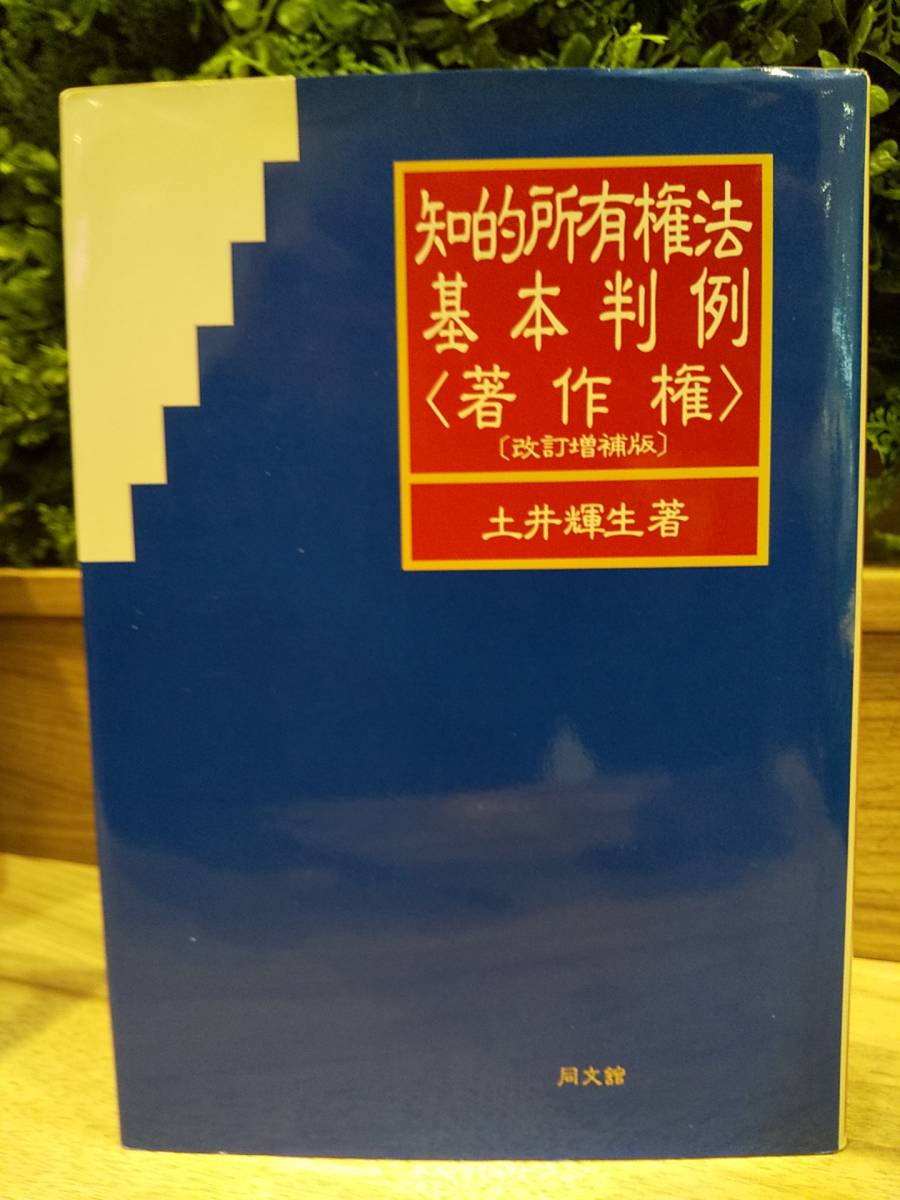 知的所有権法
基本判例
〈著作権〉
〔改訂増補版〕
土井輝生著
同文舘